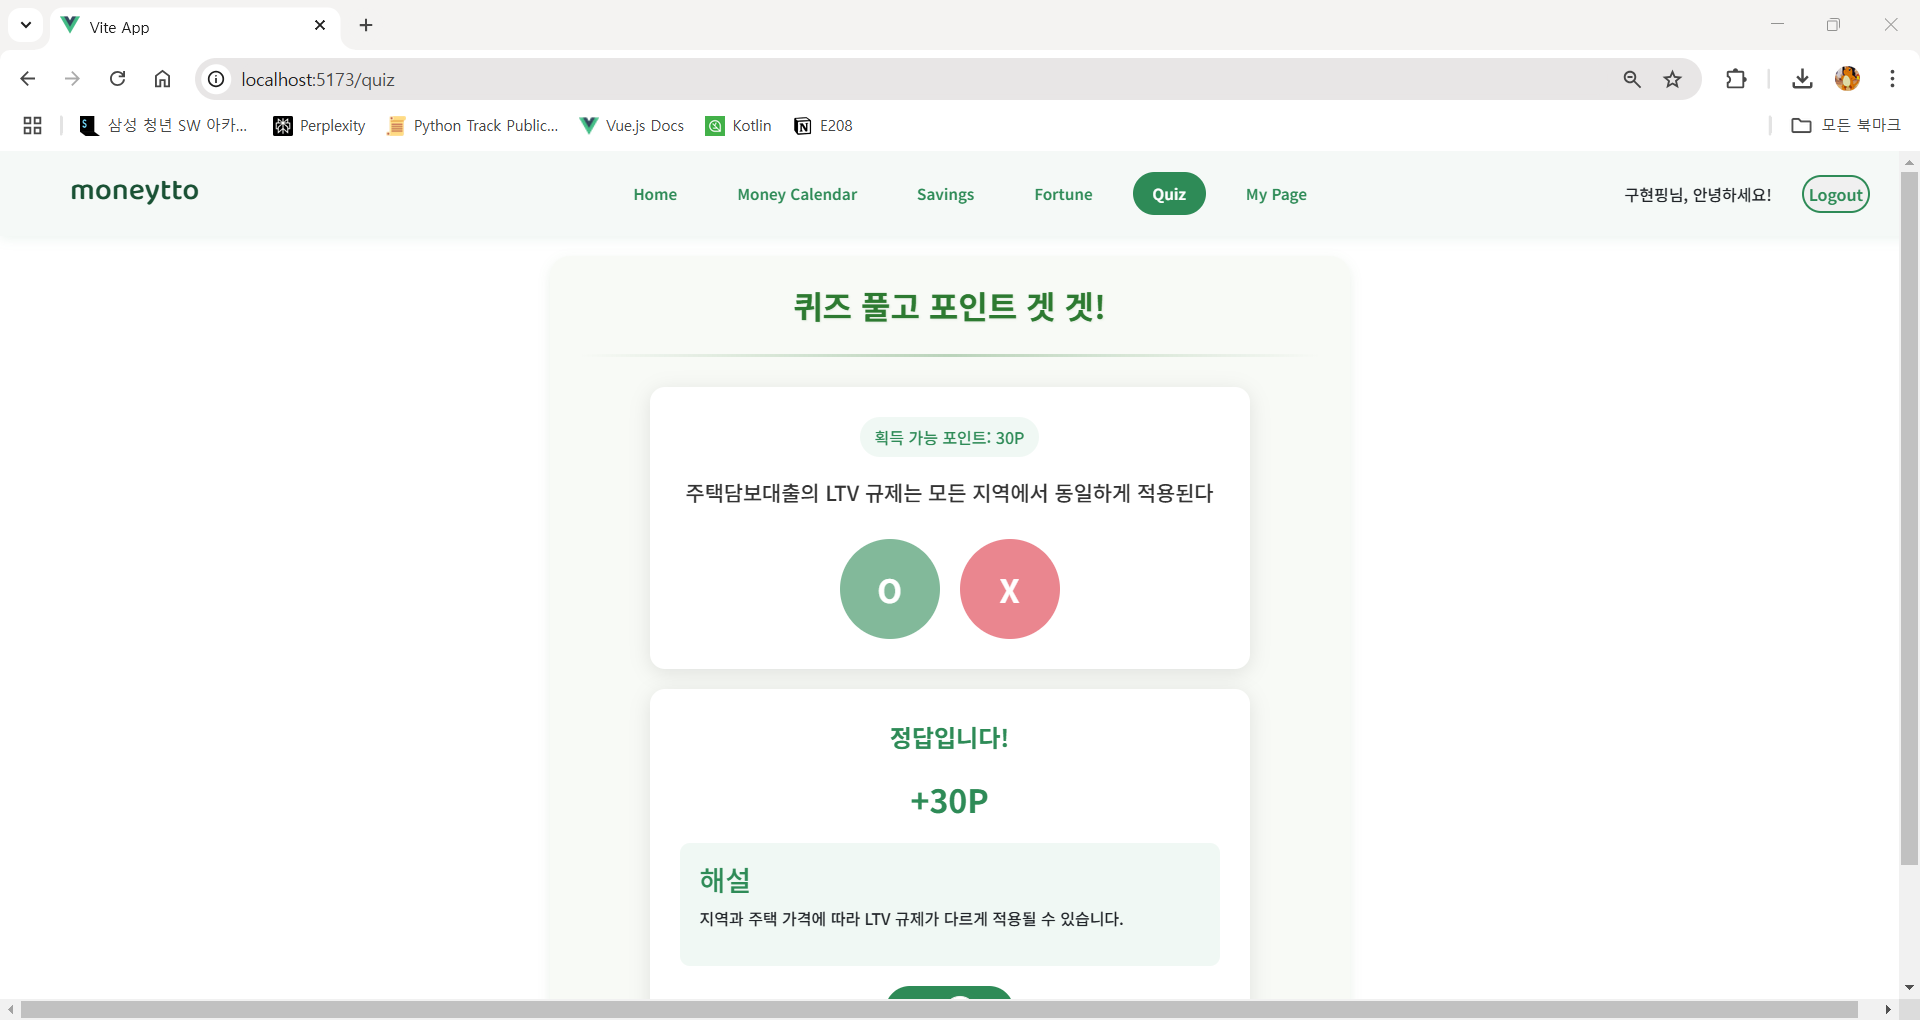 Vite App
localhost:5173/quiz
삼성 청년 SW 아카...
Perplexity
Python Track Public...
Vue.js Docs
Kotlin
E208
모든 북마크
moneytto
Home
Money Calendar
Savings
Fortune
Quiz
My Page
구현핑님, 안녕하세요!
Logout
퀴즈 풀고 포인트 겟 겟!
획득 가능 포인트: 30P
주택담보대출의 LTV 규제는 모든 지역에서 동일하게 적용된다
O
X
정답입니다!
+30P
해설
지역과 주택 가격에 따라 LTV 규제가 다르게 적용될 수 있습니다.